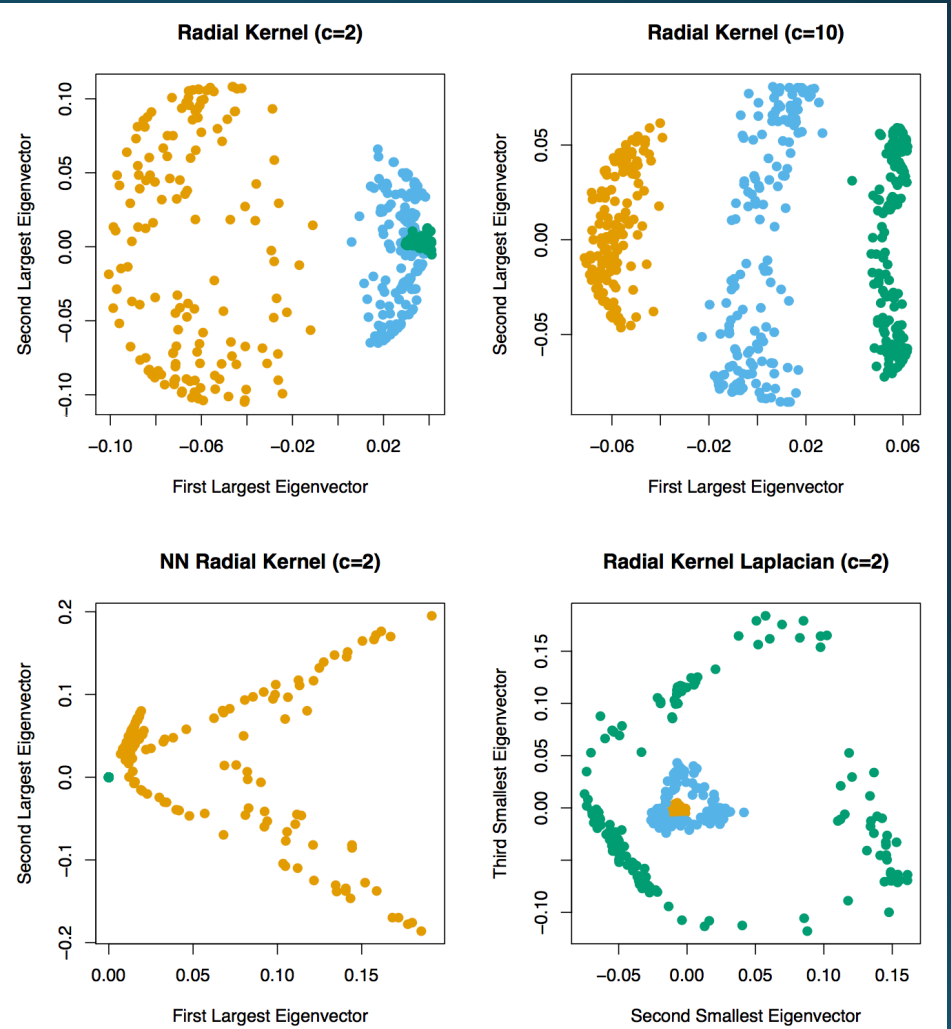 Radial Kernel (c=2)
Second Largest Eigenvector
0.10
0.05
0.00
−0.05
−0.10
−0.10 −0.06 −0.02 0.02
First Largest Eigenvector
Radial Kernel (c=10)
Second Largest Eigenvector
0.05
0.00
−0.05
−0.06 −0.02 0.02 0.06
First Largest Eigenvector
NN Radial Kernel (c=2)
Second Largest Eigenvector
0.2
0.1
0.0
−0.1
−0.2
0.00 0.05 0.10 0.15
First Largest Eigenvector
Radial Kernel Laplacian (c=2)
Third Smallest Eigenvector
0.15
0.10
0.05
0.00
−0.10
−0.05 0.00 0.05 0.10 0.15
Second Smallest Eigenvector